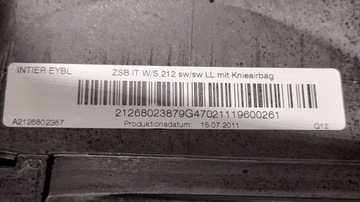 INTIER EYBL
ZSB IT W/S 212 sw/sw LL mit Knieairbag
21268023879G47021119600261
A2126802387
Produktionsdatum: 15.07.2011
Q12